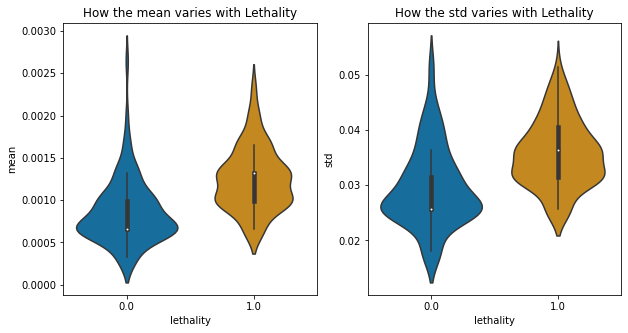 How the mean varies with Lethality
0.0030
0.0025
0.0020
0.0015
0.0010
0.0005
0.0000
mean
0.0
1.0
lethality
How the std varies with Lethality
0.05
0.04
0.03
0.02
std
0.0
1.0
lethality